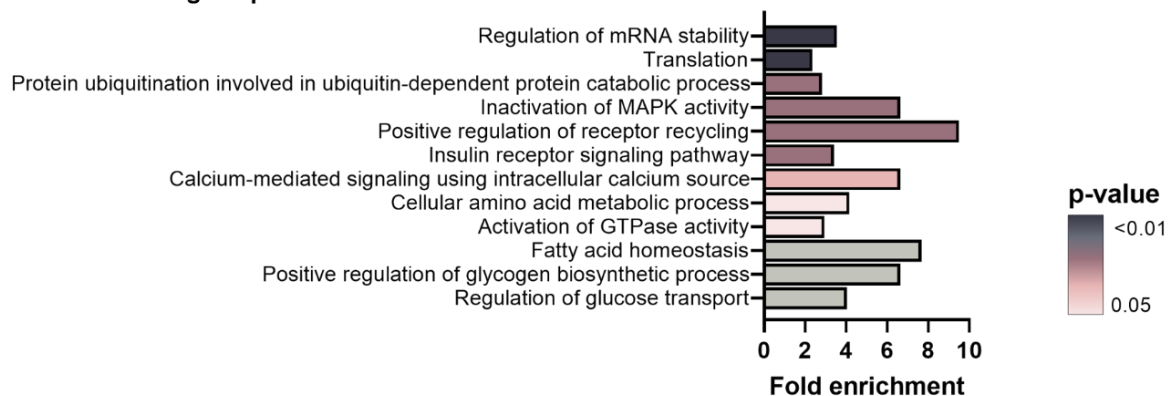 Regulation of mRNA stability
Translation
Protein ubiquitination involved in ubiquitin-dependent protein catabolic process
Inactivation of MAPK activity
Positive regulation of receptor recycling
Insulin receptor signaling pathway
Calcium-mediated signaling using intracellular calcium source
Cellular amino acid metabolic process
Activation of GTPase activity
Fatty acid homeostasis
Positive regulation of glycogen biosynthetic process
Regulation of glucose transport
0 2 4 6 8 10
Fold enrichment
p-value
<0.01
0.05